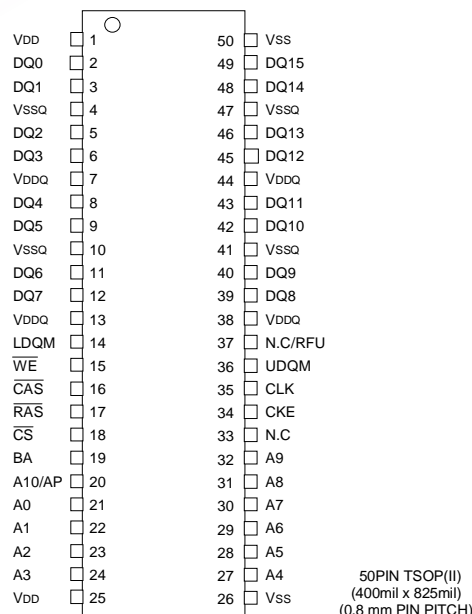 VDD 1 50 VSS
DQ0 2 49 DQ15
DQ1 3 48 DQ14
VSSQ 4 47 VSSQ
DQ2 5 46 DQ13
DQ3 6 45 DQ12
VDDQ 7 44 VDDQ
DQ4 8 43 DQ11
DQ5 9 42 DQ10
VSSQ 10 41 VSSQ
DQ6 11 40 DQ9
DQ7 12 39 DQ8
VDDQ 13 38 VDDQ
LDQM 14 37 N.C/RFU
W̅E̅ 15 36 UDQM
C̅A̅S̅ 16 35 CLK
R̅A̅S̅ 17 34 CKE
C̅S̅ 18 33 N.C
BA 19 32 A9
A10/AP 20 31 A8
A0 21 30 A7
A1 22 29 A6
A2 23 28 A5
A3 24 27 A4
VDD 25 26 VSS
50PIN TSOP(II)
(400mil x 825mil)
(0.8 mm PIN PITCH)